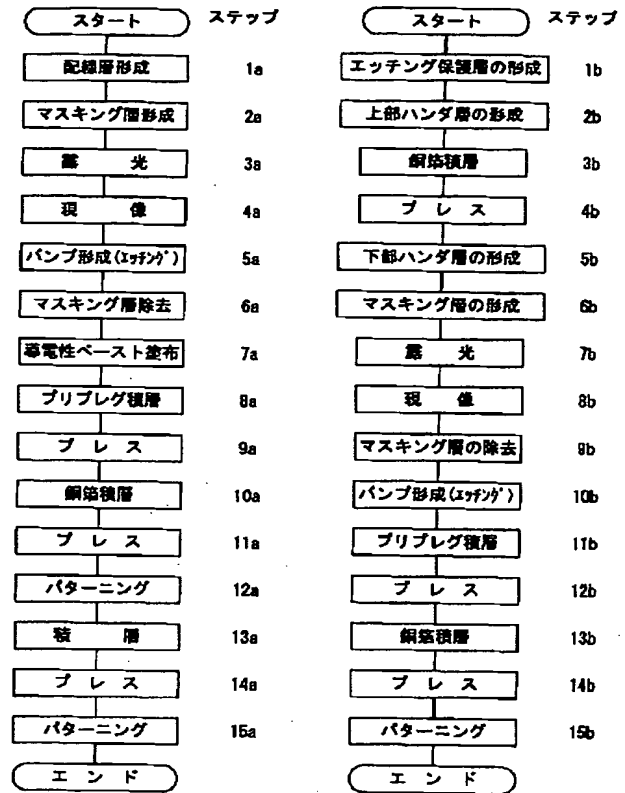 スタート ステップ
配線層形成 1a
マスキング層形成 2a
露光 3a
現像 4a
バンプ形成(エッチング) 5a
マスキング層除去 6a
導電性ペースト塗布 7a
プリプレグ積層 8a
プレス 9a
銅箔積層 10a
プレス 11a
パターニング 12a
積層 13a
プレス 14a
パターニング 15a
エンド
スタート ステップ
エッチング保護層の形成 1b
上部ハンダ層の形成 2b
銅箔積層 3b
プレス 4b
下部ハンダ層の形成 5b
マスキング層の形成 6b
露光 7b
現像 8b
マスキング層の除去 9b
バンプ形成(エッチング) 10b
プリプレグ積層 11b
プレス 12b
銅箔積層 13b
プレス 14b
パターニング 15b
エンド